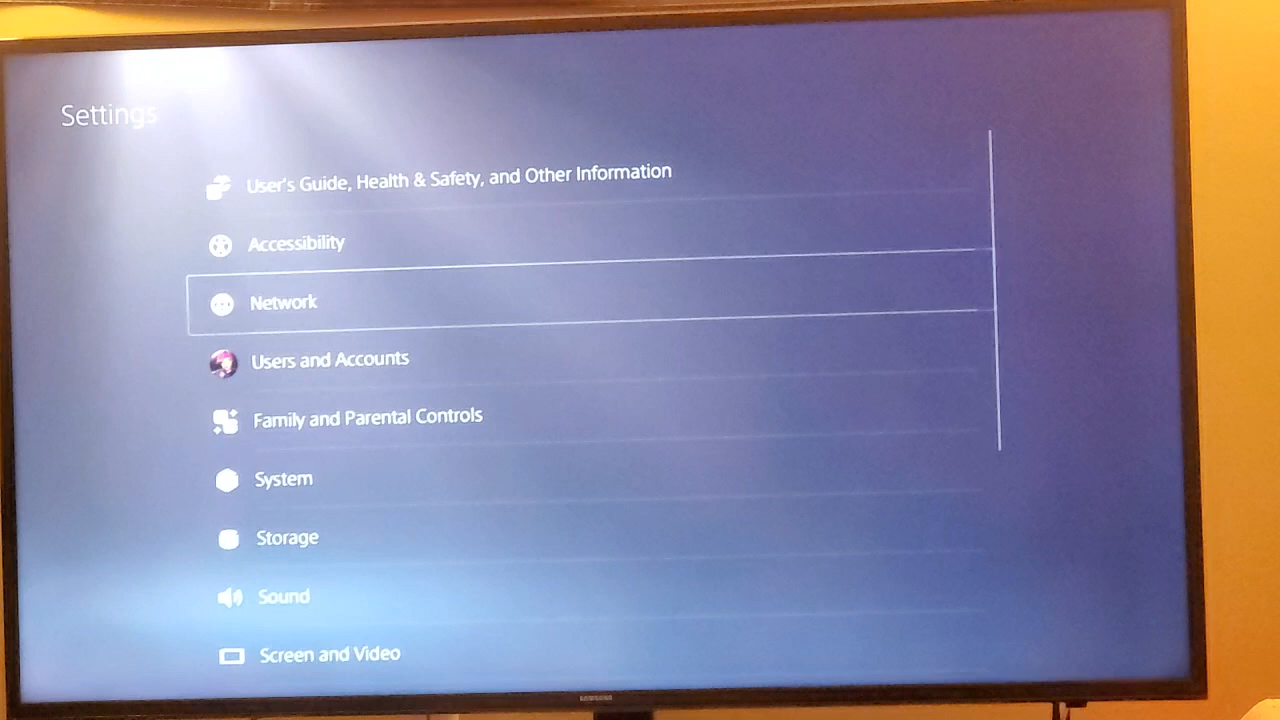 Settings
User's Guide, Health & Safety, and Other Information
Accessibility
Network
Users and Accounts
Family and Parental Controls
System
Storage
Sound
Screen and Video
SAMSUNG